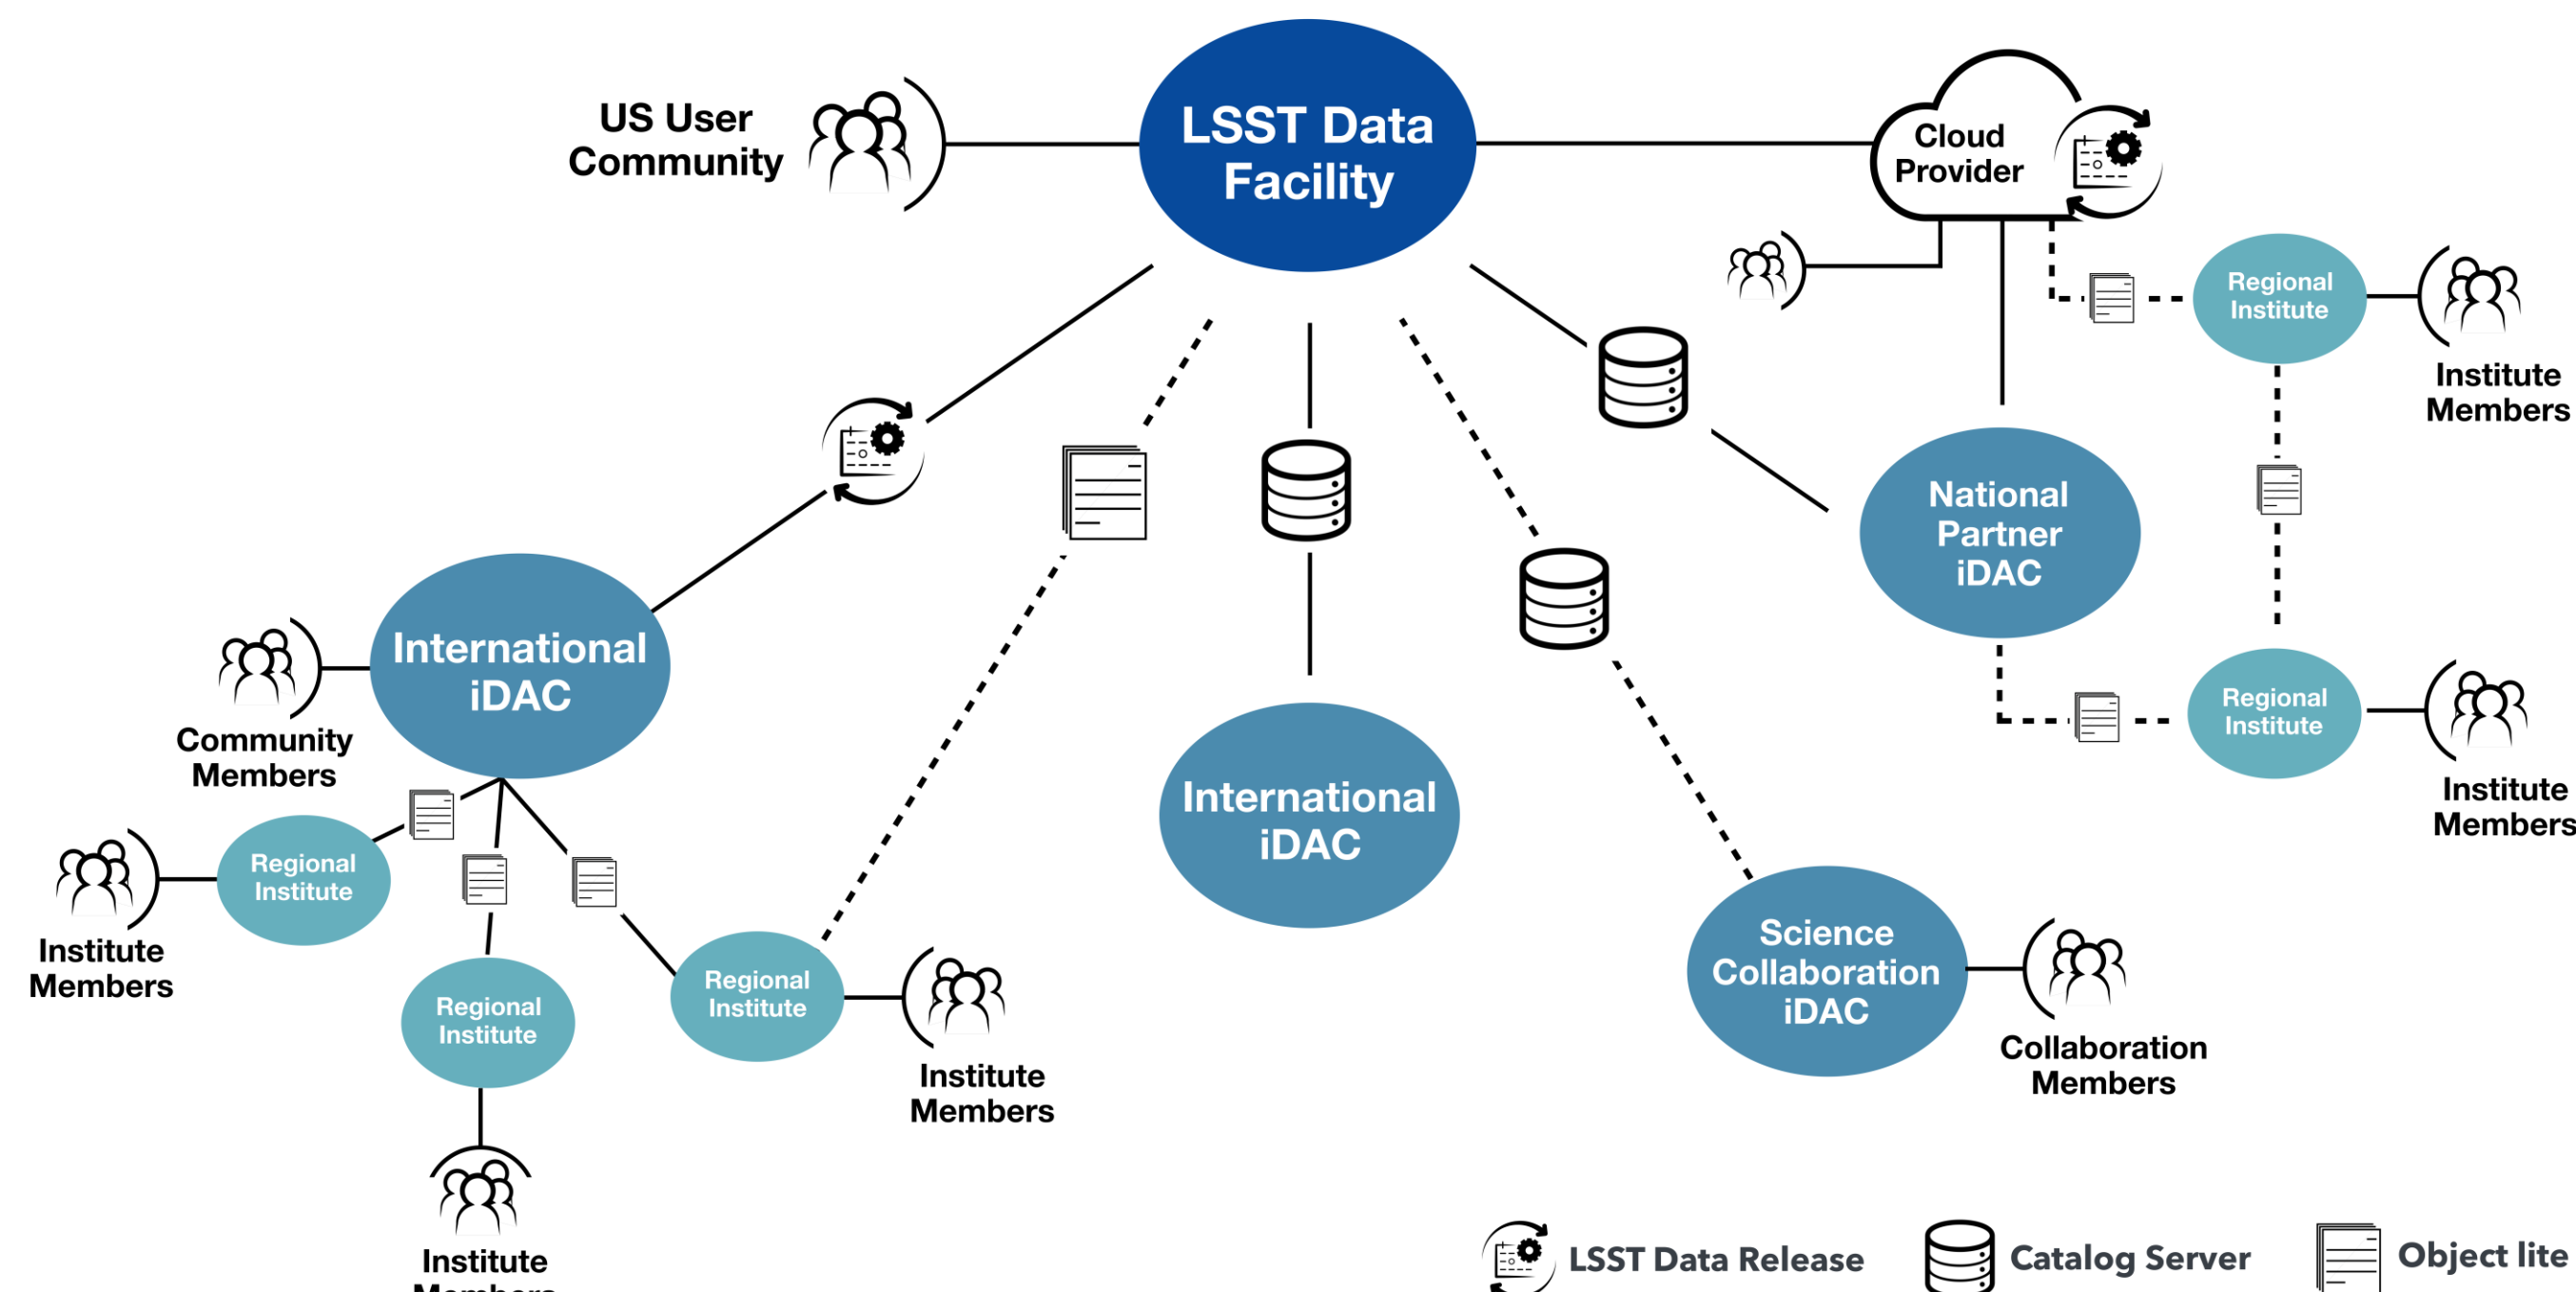 US User
Community
LSST Data
Facility
Cloud
Provider
Regional
Institute
Institute
Members
National
Partner
iDAC
International
iDAC
Community
Members
Regional
Institute
Institute
Members
International
iDAC
Regional
Institute
Institute
Members
Regional
Institute
Institute
Members
Science
Collaboration
iDAC
Collaboration
Members
Regional
Institute
Institute
Members
LSST Data Release
Catalog Server
Object lite